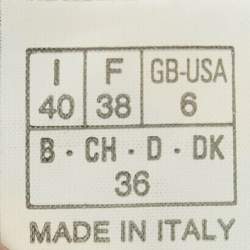 I F GB-USA
40 38 6
B · CH · D · DK
36
MADE IN ITALY